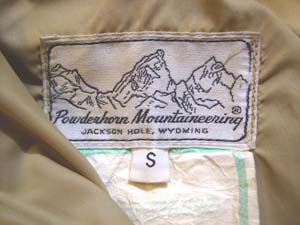 Powderhorn Mountaineering®
JACKSON HOLE, WYOMING
S